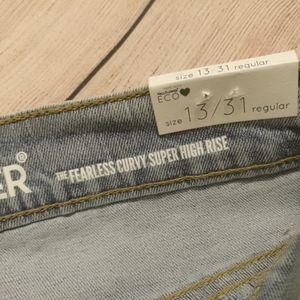 size 13/31 regular
ECO
size 13/31 regular
ER®
THE FEARLESS CURVY SUPER HIGH RISE